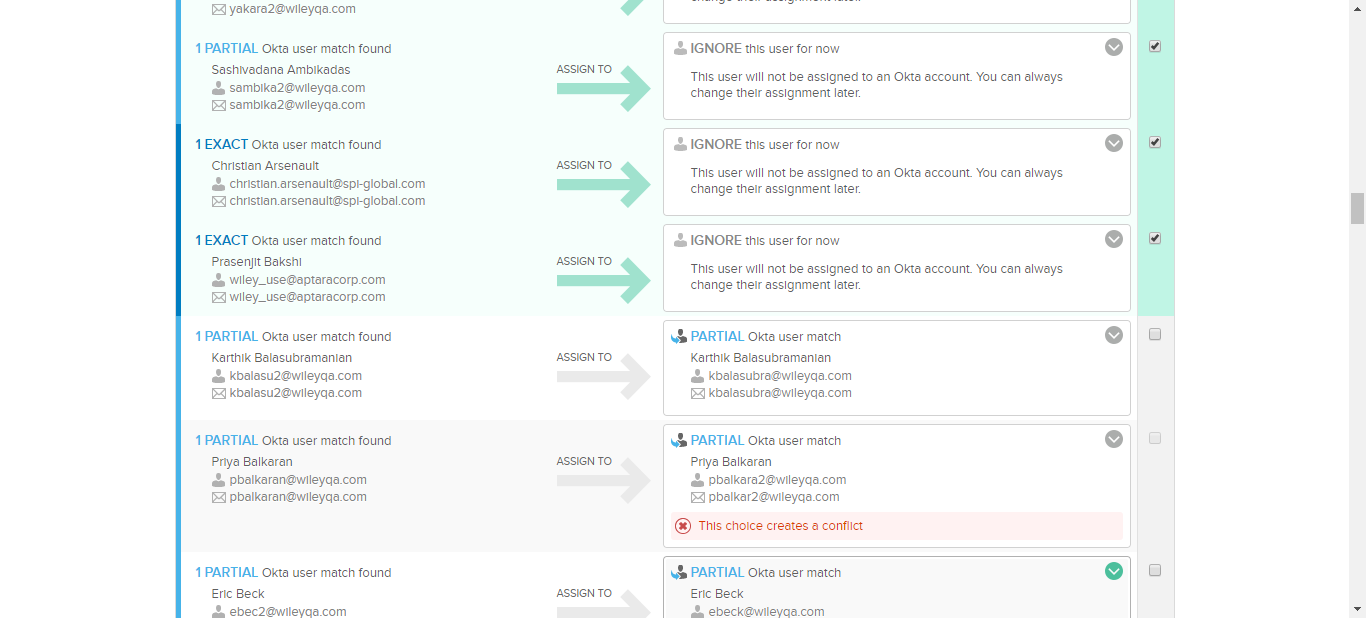 yakara2@wileyqa.com
1 PARTIAL Okta user match found
Sashivadana Ambikadas
sambika2@wileyqa.com
sambika2@wileyqa.com
ASSIGN TO
IGNORE this user for now
This user will not be assigned to an Okta account. You can always
change their assignment later.
1 EXACT Okta user match found
Christian Arsenault
christian.arsenault@spi-global.com
christian.arsenault@spi-global.com
ASSIGN TO
IGNORE this user for now
This user will not be assigned to an Okta account. You can always
change their assignment later.
1 EXACT Okta user match found
Prasenjit Bakshi
wiley_use@aptaracorp.com
wiley_use@aptaracorp.com
ASSIGN TO
IGNORE this user for now
This user will not be assigned to an Okta account. You can always
change their assignment later.
1 PARTIAL Okta user match found
Karthik Balasubramanian
kbalasu2@wileyqa.com
kbalasu2@wileyqa.com
ASSIGN TO
PARTIAL Okta user match
Karthik Balasubramanian
kbalasubra@wileyqa.com
kbalasubra@wileyqa.com
1 PARTIAL Okta user match found
Priya Balkaran
pbalkaran@wileyqa.com
pbalkaran@wileyqa.com
ASSIGN TO
PARTIAL Okta user match
Priya Balkaran
pbalkara2@wileyqa.com
pbalkar2@wileyqa.com
This choice creates a conflict
1 PARTIAL Okta user match found
Eric Beck
ebec2@wileyqa.com
ASSIGN TO
PARTIAL Okta user match
Eric Beck
ebeck@wileyqa.com